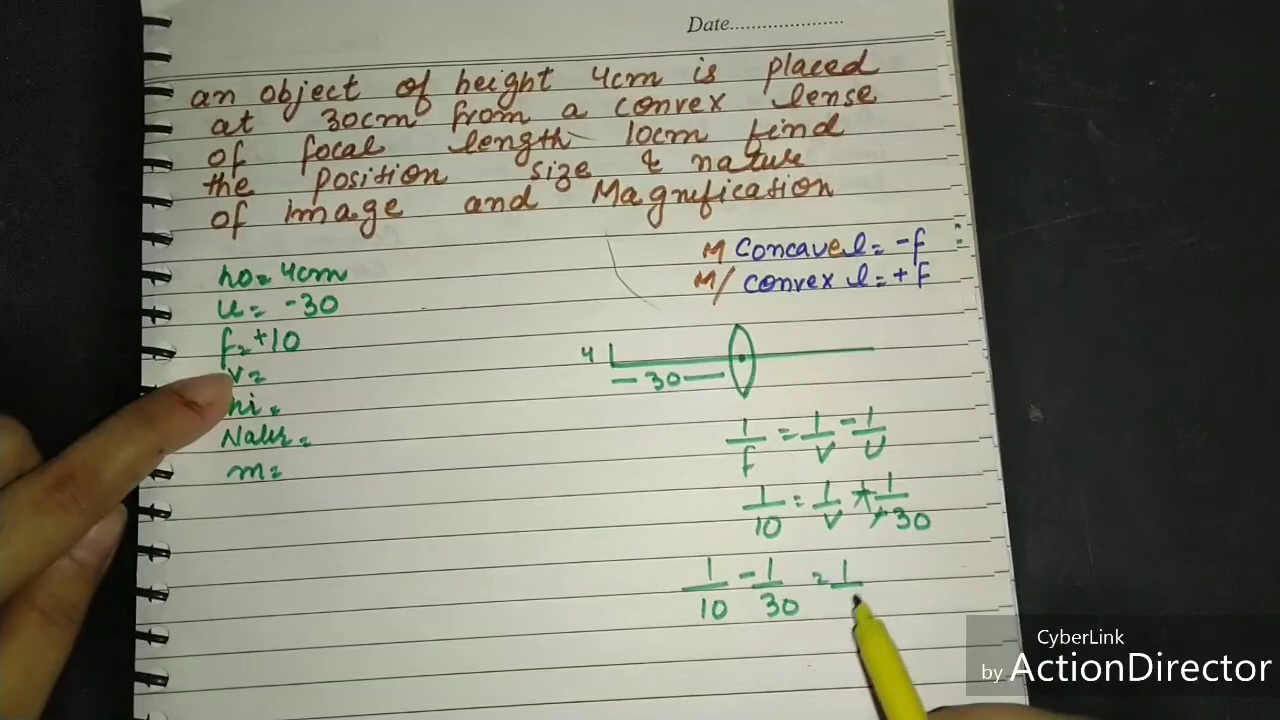 Date.....................
an object of height 4cm is placed
at 30cm from a convex lense
of focal length 10cm find
the position size & nature
of image and Magnification
M Concave l = -f
M/ Convex l = + f
ho = 4cm
u = -30
f = +10
v =
hi =
m =
4
30
1/f = 1/v - 1/u
1/10 = 1/v + 1/+30
1/10 - 1/30 = 1/
CyberLink
by ActionDirector